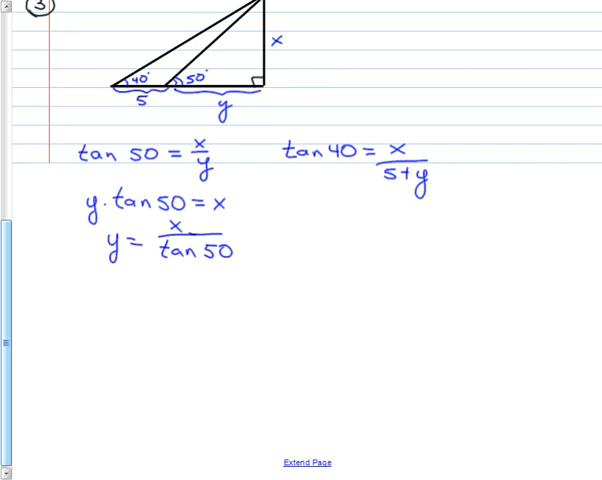 3
x
40°
50°
5
y
tan 50 = x/y
tan 40 = x/(5+y)
y · tan 50 = x
y = x/tan 50
Extend Page